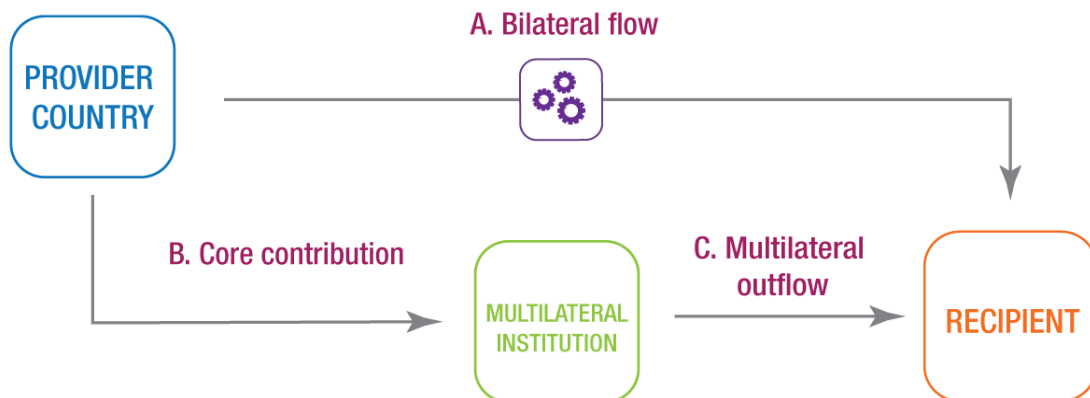 A. Bilateral flow
PROVIDER
COUNTRY
B. Core contribution
C. Multilateral
outflow
MULTILATERAL
INSTITUTION
RECIPIENT